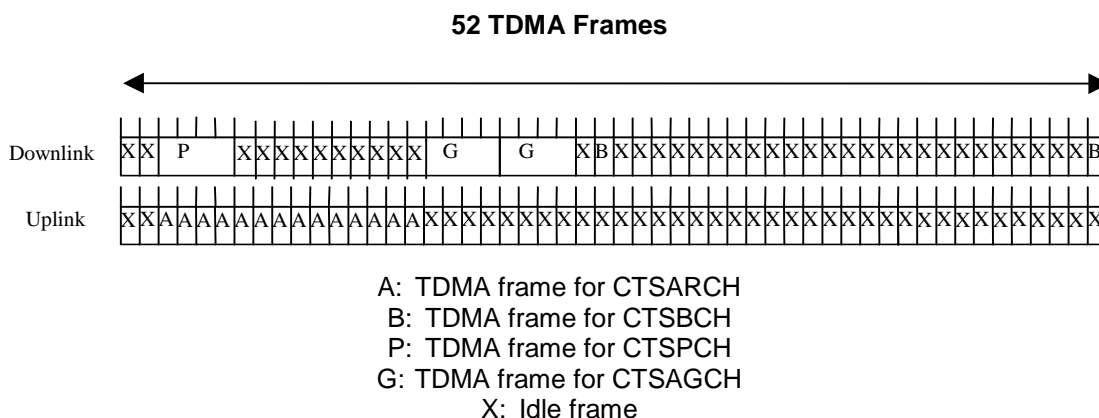 52 TDMA Frames
Downlink X X P X X X X X X X X X X G G X B X X X X X X X X X X X X X X X X X X X X X X X X X B
Uplink X X A A A A A A A A A A A A A A X X X X X X X X X X X X X X X X X X X X X X X X X X X X X X X X X X X X
A: TDMA frame for CTSARCH
B: TDMA frame for CTSBCH
P: TDMA frame for CTSPCH
G: TDMA frame for CTSAGCH
X: Idle frame